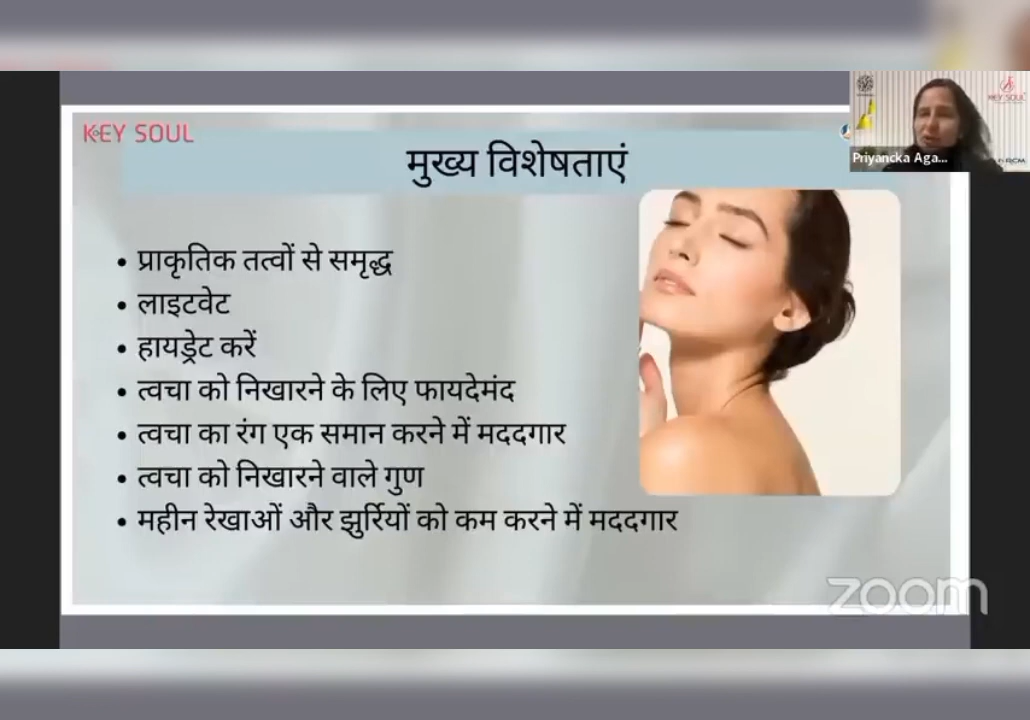 KEY SOUL
मुख्य विशेषताएं
KEY SOUL
Priyancka Aga...
RCM
• प्राकृतिक तत्वों से समृद्ध
• लाइटवेट
• हायड्रेट करें
• त्वचा को निखारने के लिए फायदेमंद
• त्वचा का रंग एक समान करने में मददगार
• त्वचा को निखारने वाले गुण
• महीन रेखाओं और झुर्रियों को कम करने में मददगार
zoom